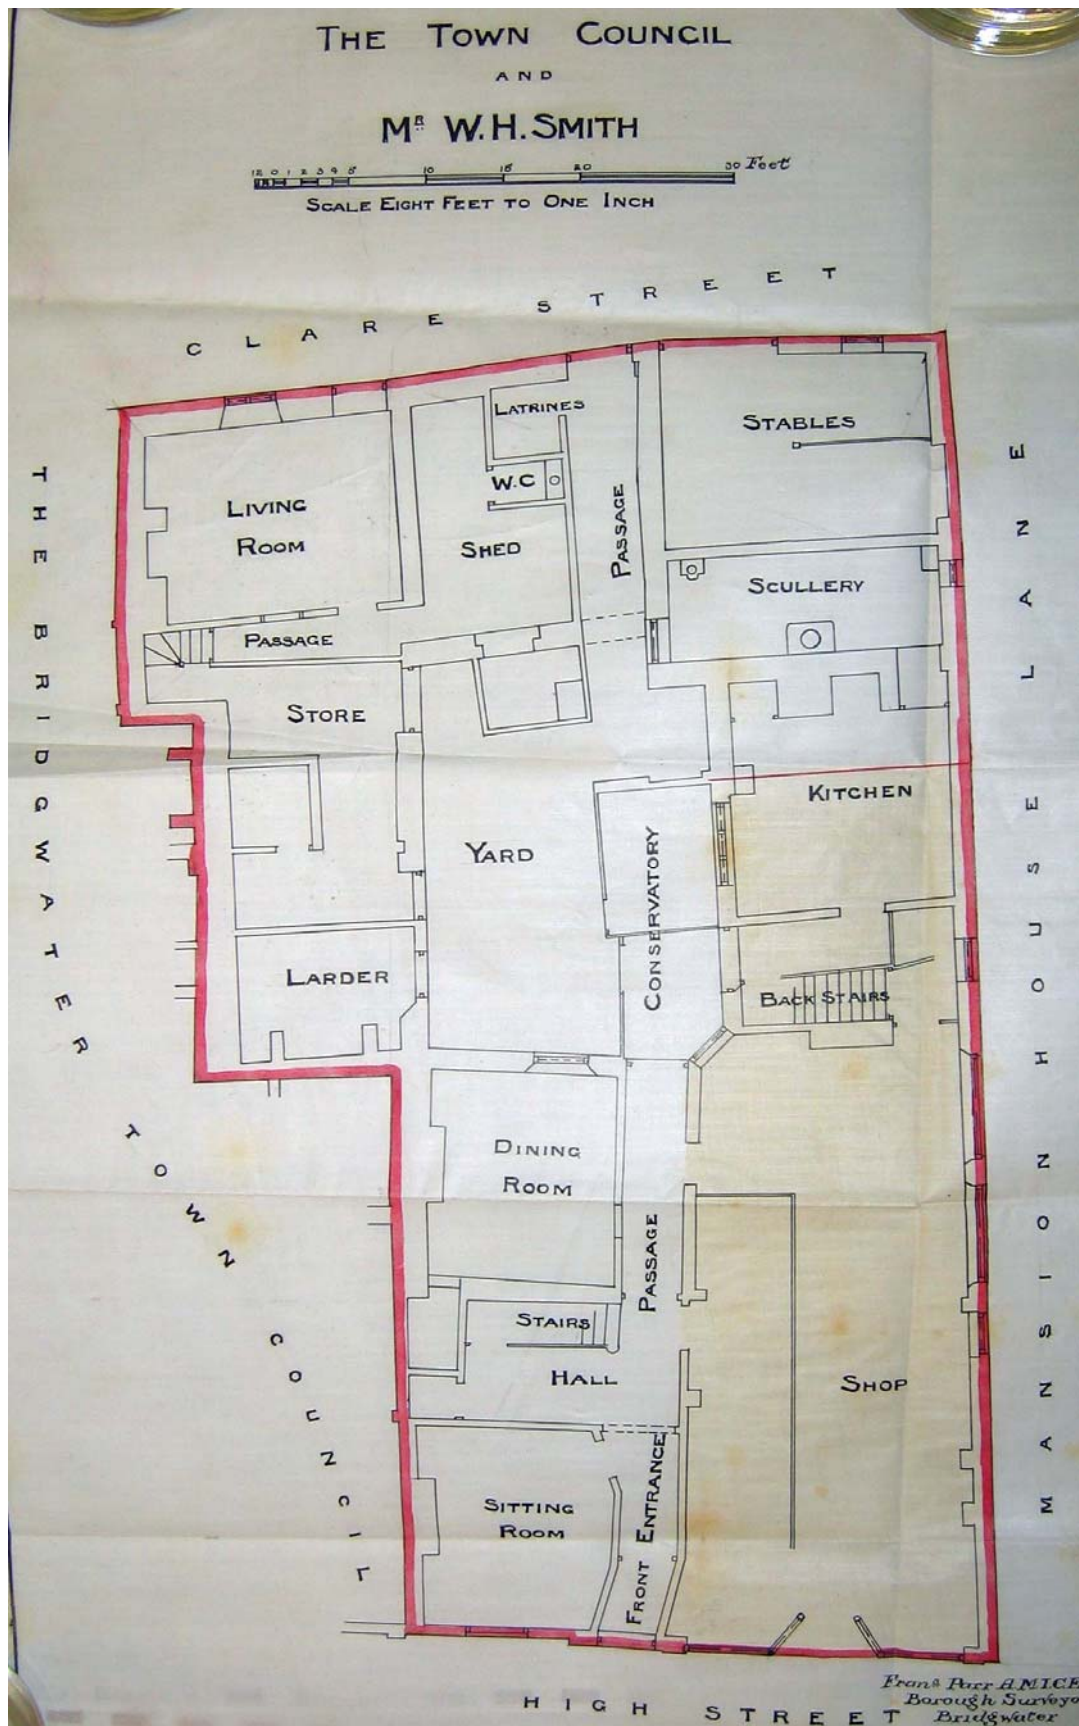 THE TOWN COUNCIL
AND
MR W.H. SMITH
12 0 1 2 3 4 5 10 15 20 30 Feet
SCALE EIGHT FEET TO ONE INCH
CLARE STREET
THE BRIDGWATER TOWN COUNCIL
MANSION HOUSE LANE
LATRINES
STABLES
W.C
LIVING
ROOM
SHED
PASSAGE
SCULLERY
PASSAGE
STORE
KITCHEN
YARD
CONSERVATORY
LARDER
BACK STAIRS
DINING
ROOM
PASSAGE
STAIRS
HALL
SHOP
SITTING
ROOM
FRONT ENTRANCE
HIGH STREET
Frans Parr A.M.I.C.E
Borough Surveyo
Bridgwater